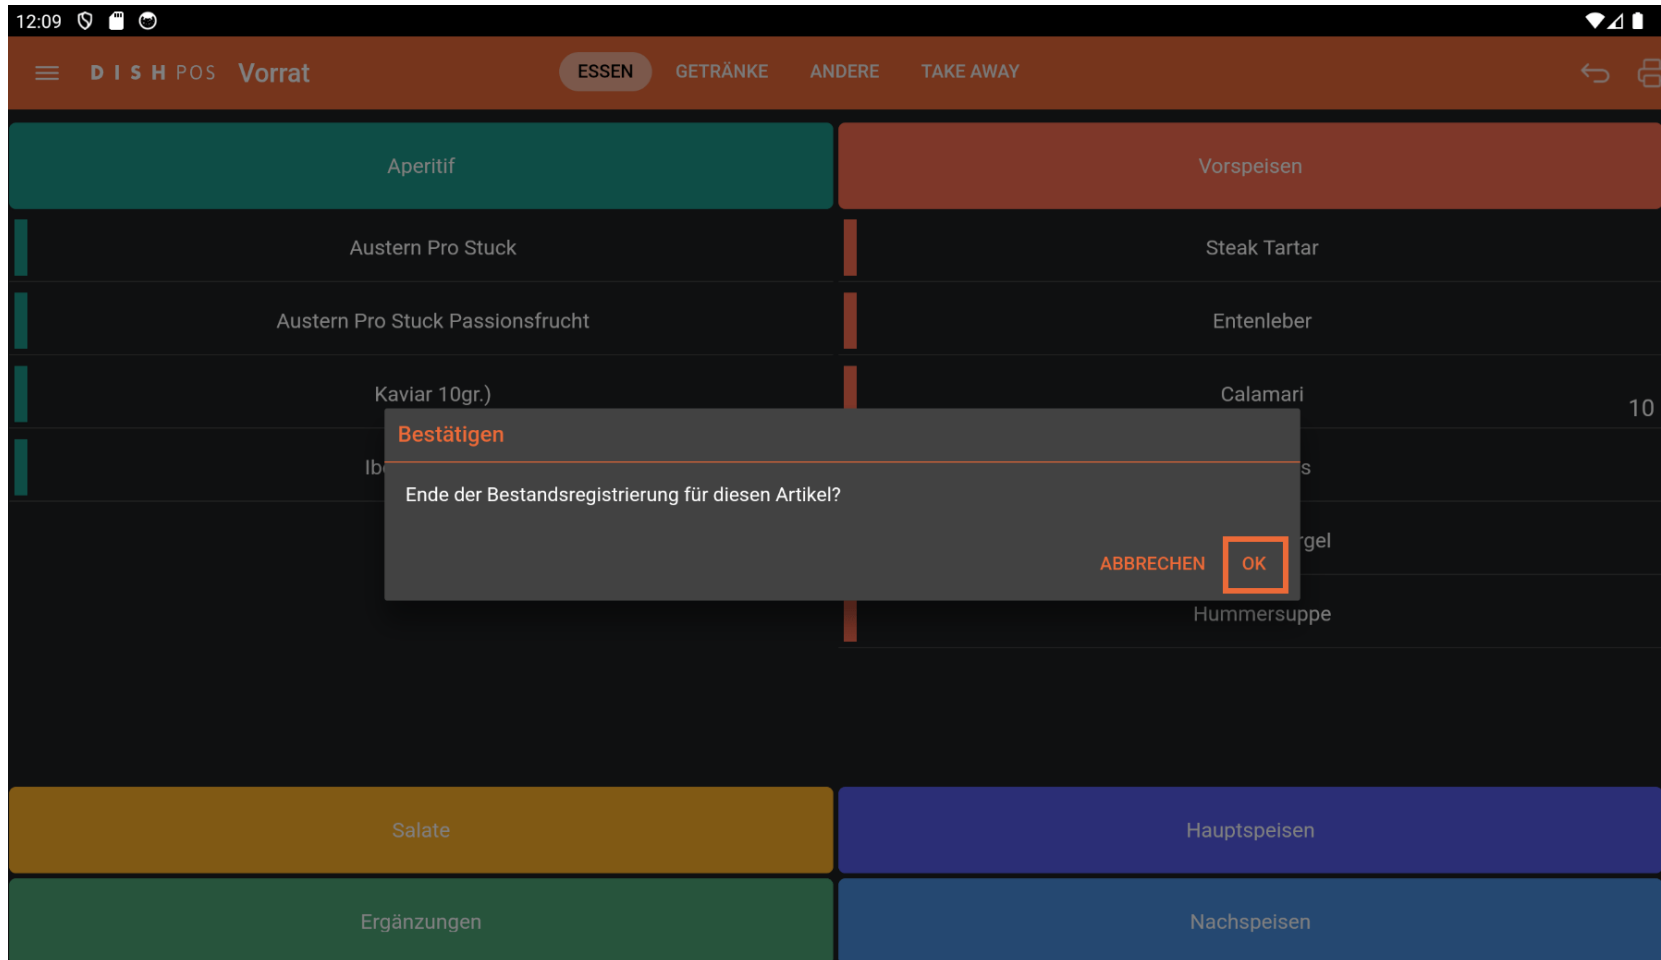 12:09
DISH POS Vorrat
ESSEN GETRÄNKE ANDERE TAKE AWAY
Aperitif
Vorspeisen
Austern Pro Stuck
Steak Tartar
Austern Pro Stuck Passionsfrucht
Entenleber
Kaviar 10gr.)
Calamari
10
Bestätigen
Ende der Bestandsregistrierung für diesen Artikel?
ABBRECHEN OK
Hummersuppe
Salate
Hauptspeisen
Ergänzungen
Nachspeisen